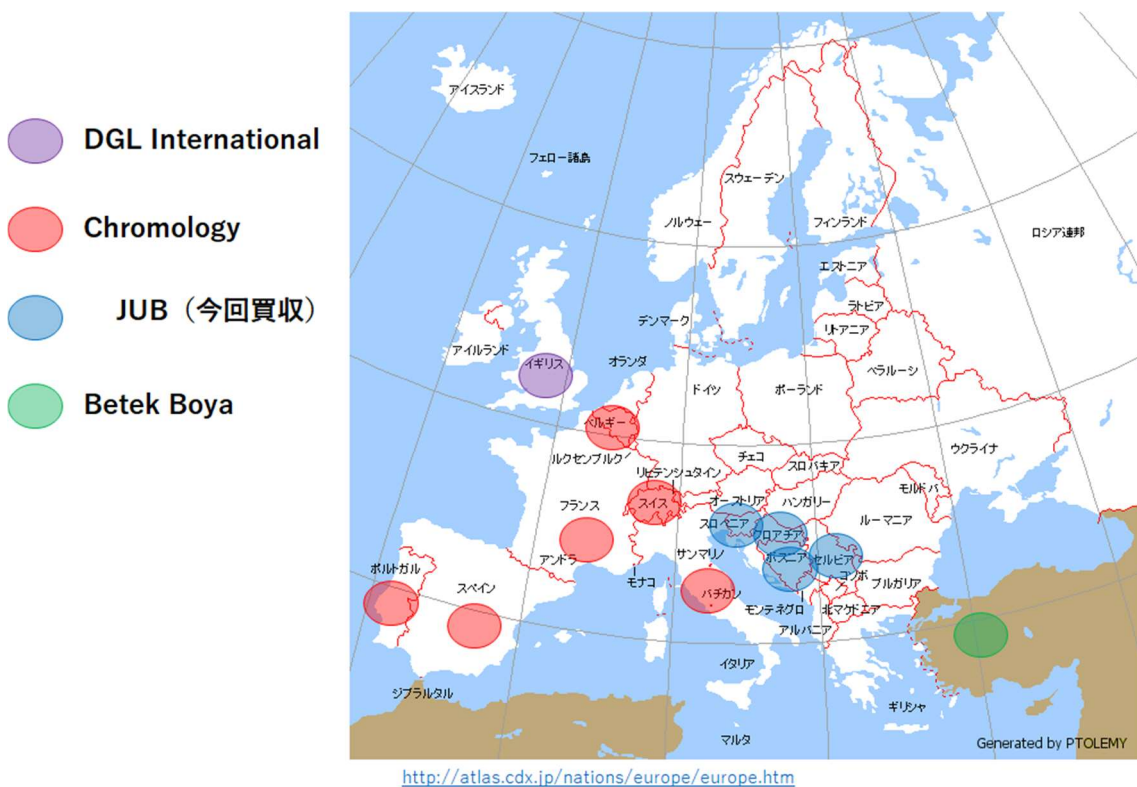 DGL International
Chromology
JUB（今回買収）
Betek Boya
アイスランド
フェロー諸島
スウェーデン
ノルウェー
フィンランド
ロシア連邦
エストニア
ラトビア
デンマーク
リトアニア
アイルランド
イギリス
オランダ
ベラルーシ
ドイツ
ポーランド
ベルギー
ウクライナ
ルクセンブルク
チェコ
スロバキア
リヒテンシュタイン
モルドバ
フランス
スイス
オーストリア
ハンガリー
スロベニア
クロアチア
ルーマニア
アンドラ
サンマリノ
ボスニア
セルビア
ポルトガル
スペイン
モナコ
バチカン
コソボ
ブルガリア
モンテネグロ
北マケドニア
アルバニア
イタリア
ジブラルタル
ギリシャ
マルタ
Generated by PTOLEMY
http://atlas.cdx.jp/nations/europe/europe.htm